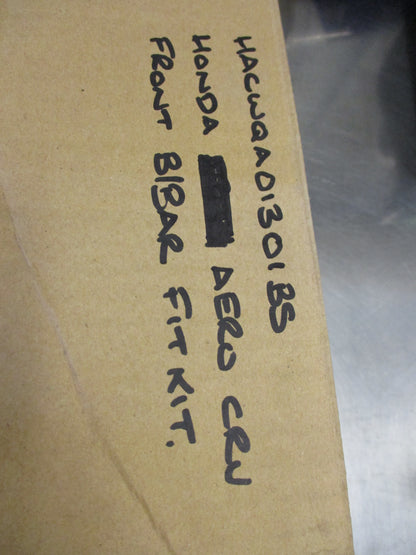 HACWQA01301BS
HONDA AERO CRV
FRONT B/BAR FIT KIT.